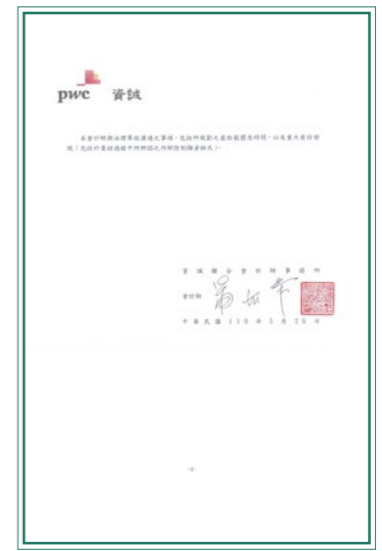 pwc 資誠
本會計師與治理單位溝通之事項,包括所規劃之查核範圍及時間,以及重大查核發
現(包括於查核過程中所辨認之內部控制顯著缺失)。
資誠聯合會計師事務所
會計師
中華民國 110 年 5 月 26 日
-3-